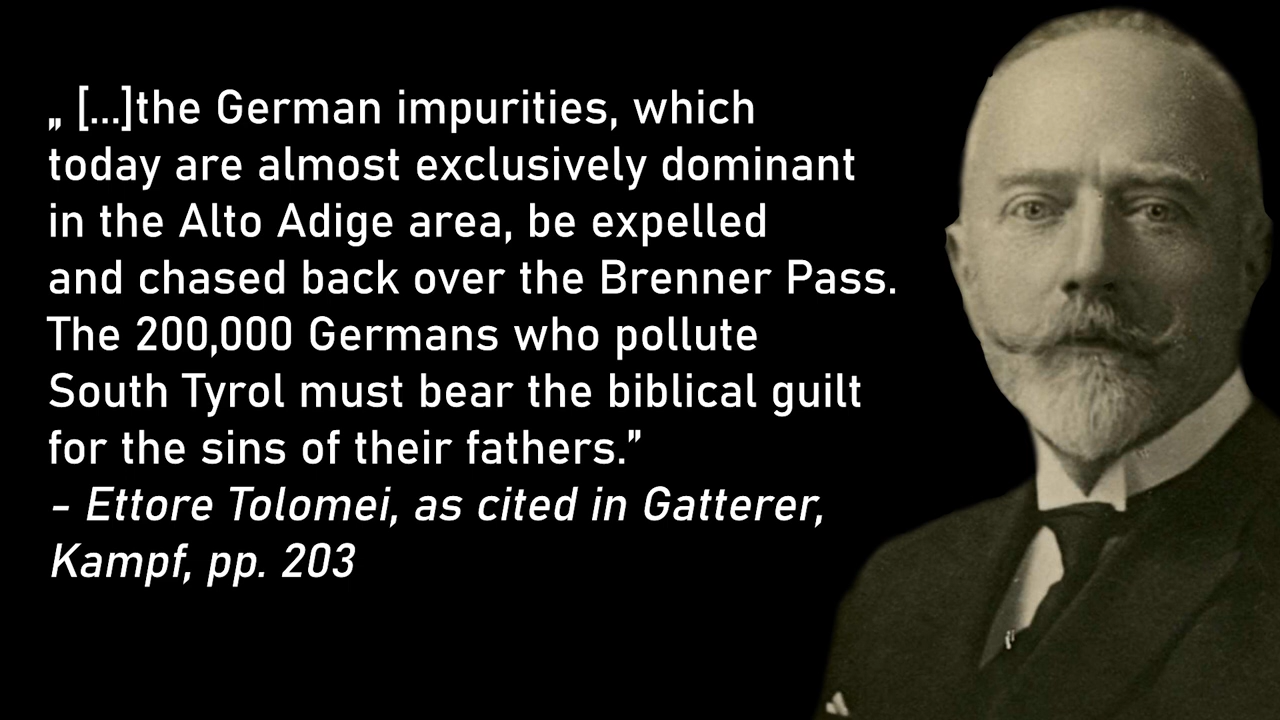 „ [...]the German impurities, which
today are almost exclusively dominant
in the Alto Adige area, be expelled
and chased back over the Brenner Pass.
The 200,000 Germans who pollute
South Tyrol must bear the biblical guilt
for the sins of their fathers.”
- Ettore Tolomei, as cited in Gatterer,
Kampf, pp. 203